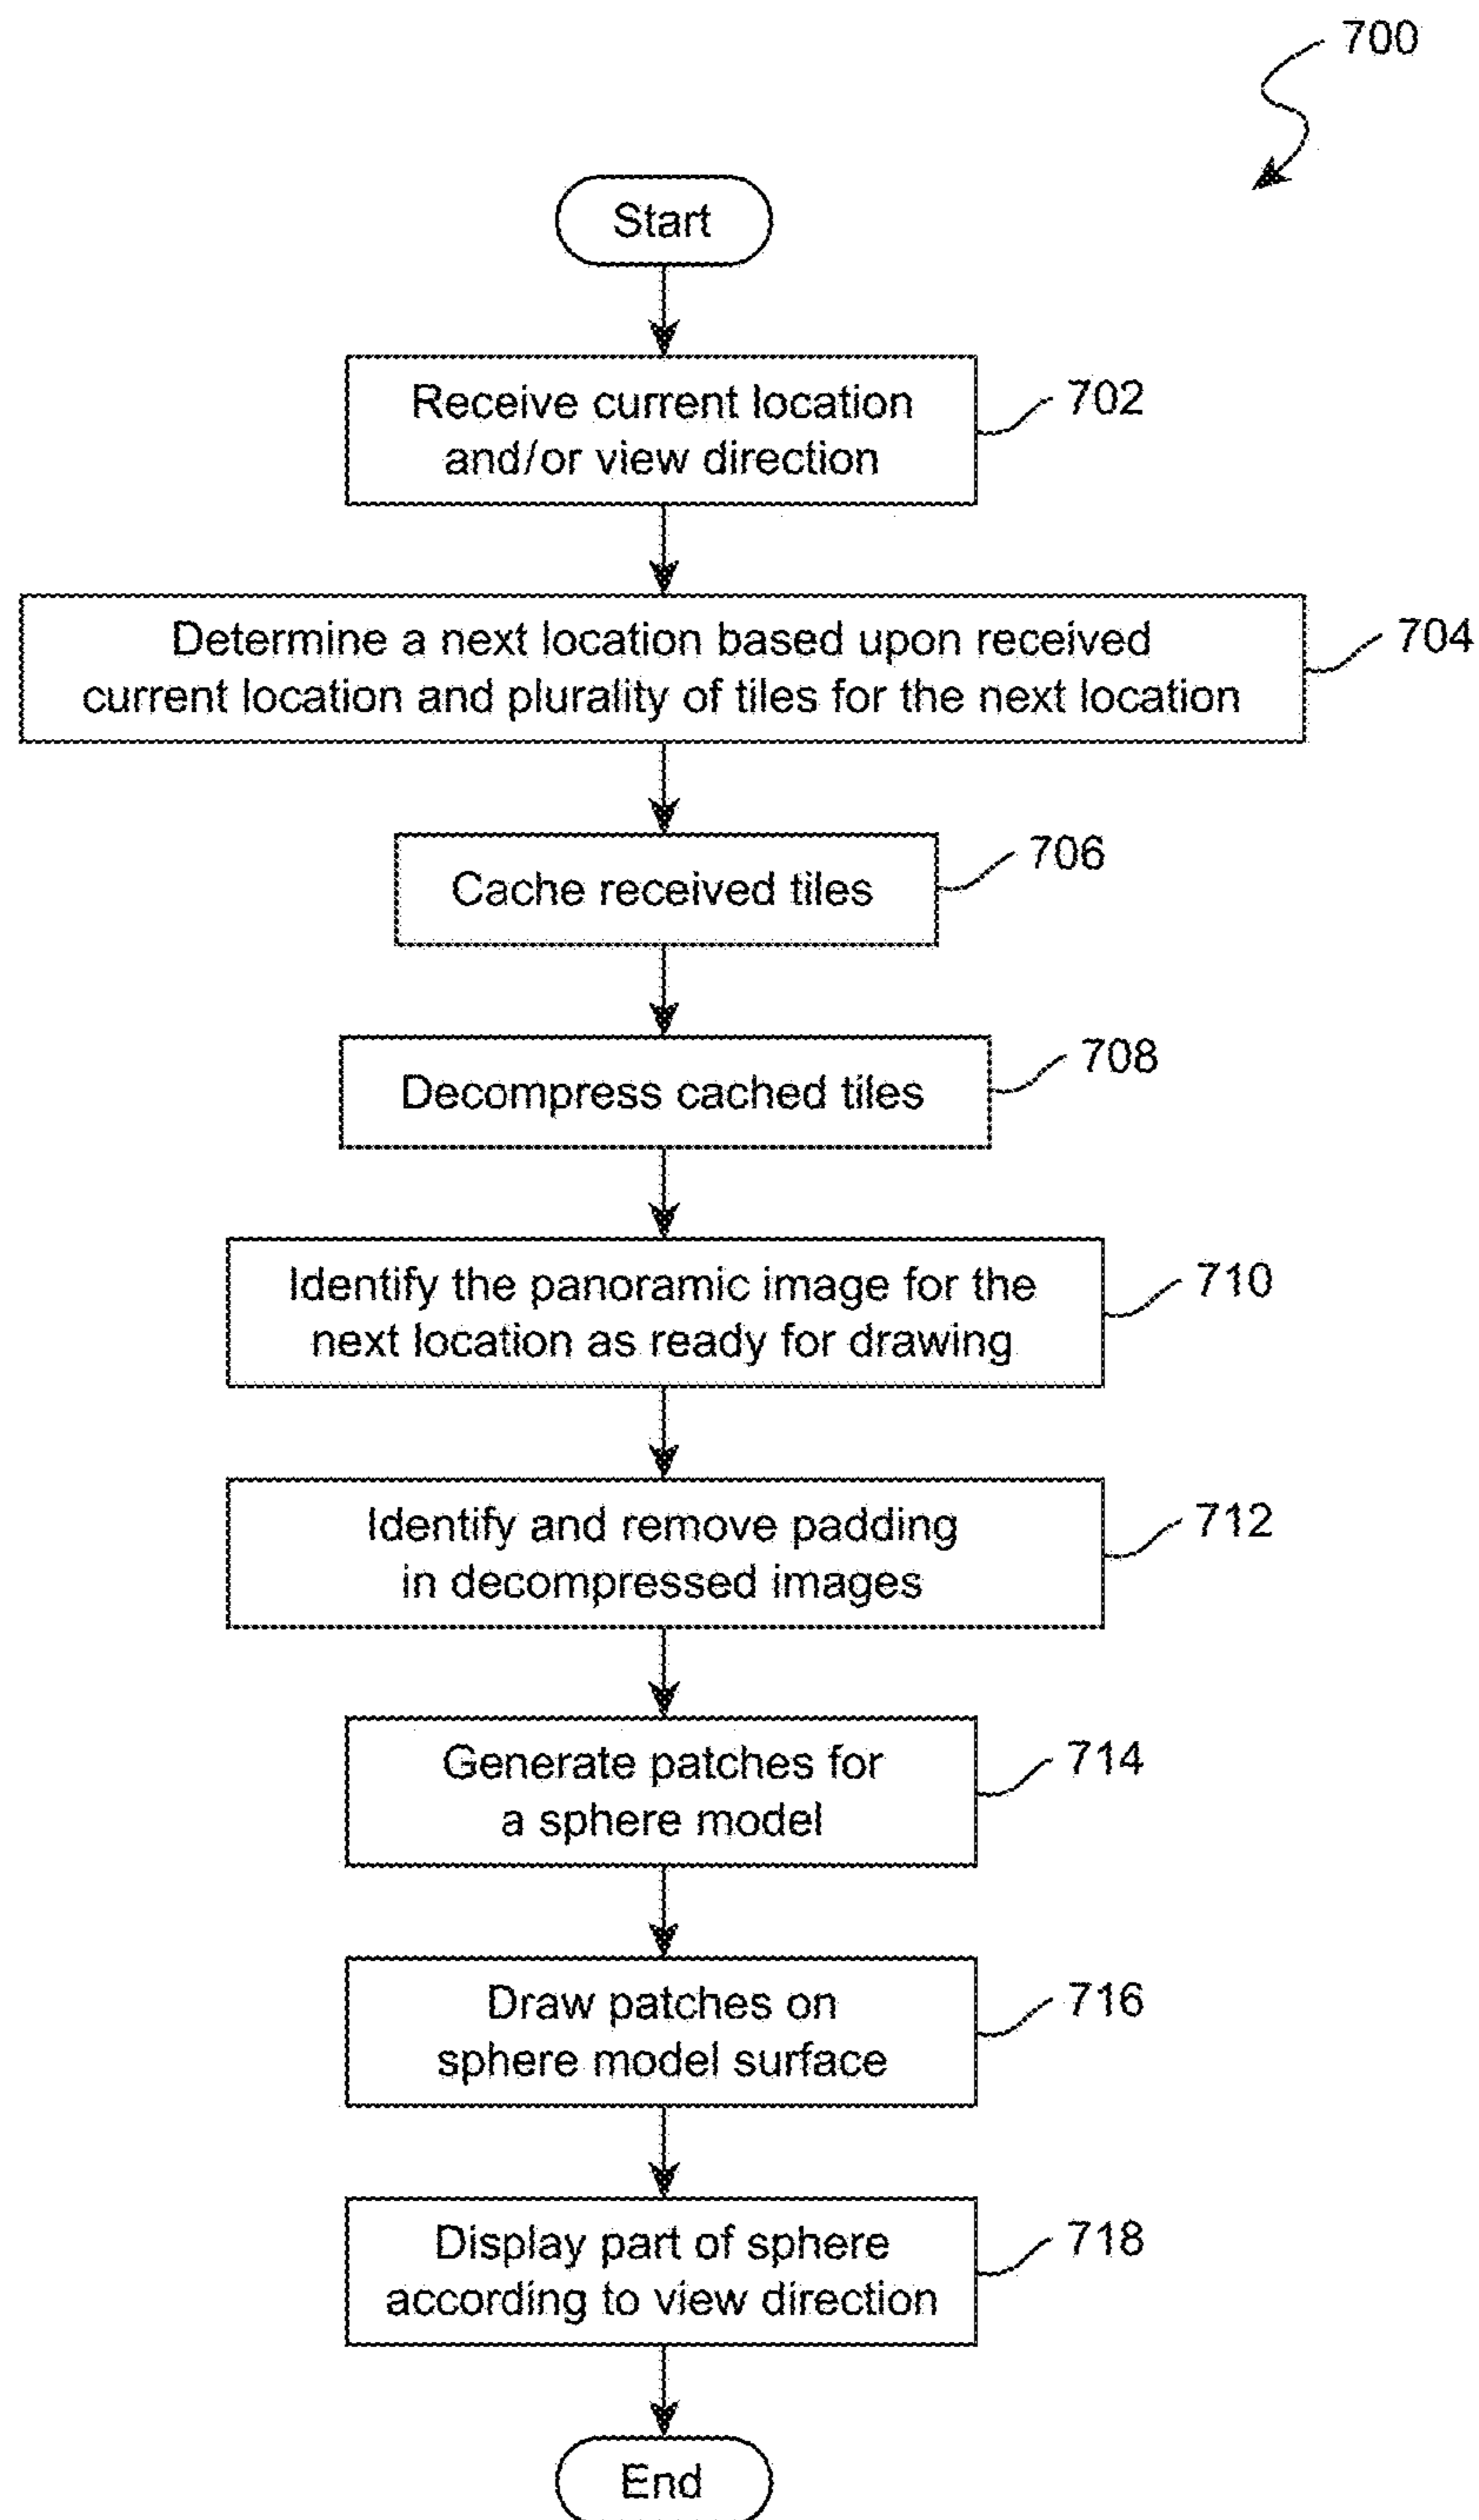 700
Start
Receive current location
and/or view direction
702
Determine a next location based upon received
current location and plurality of tiles for the next location
704
Cache received tiles
706
Decompress cached tiles
708
Identify the panoramic image for the
next location as ready for drawing
710
Identify and remove padding
in decompressed images
712
Generate patches for
a sphere model
714
Draw patches on
sphere model surface
716
Display part of sphere
according to view direction
718
End